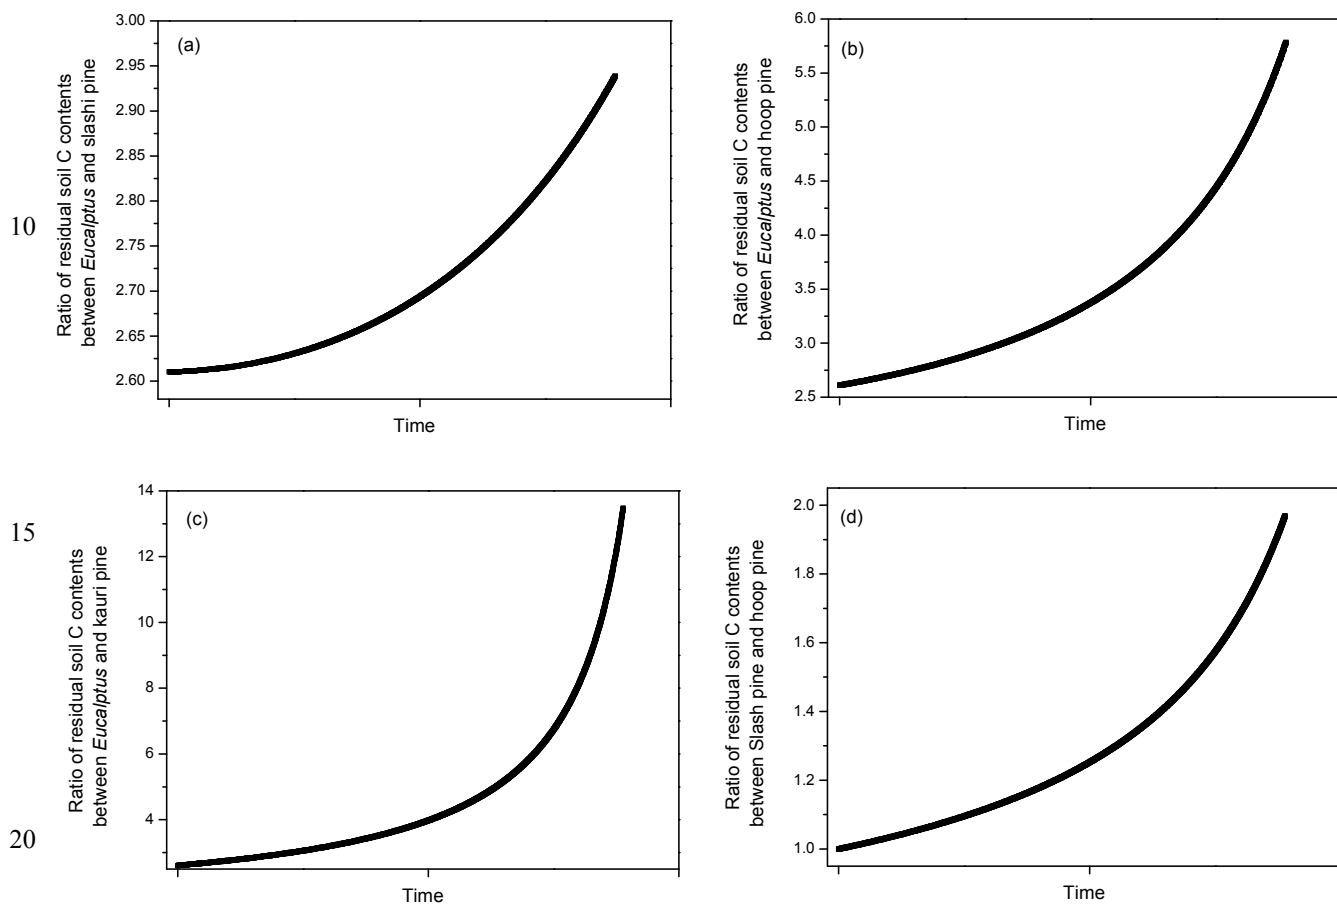 (a)
3.00
2.95
2.90
2.85
2.80
2.75
2.70
2.65
2.60
Ratio of residual soil C contents
between Eucalptus and slashi pine
Time
(b)
6.0
5.5
5.0
4.5
4.0
3.5
3.0
2.5
Ratio of residual soil C contents
between Eucalptus and hoop pine
Time
10
(c)
14
12
10
8
6
4
Ratio of residual soil C contents
between Eucalptus and kauri pine
Time
15
20
(d)
2.0
1.8
1.6
1.4
1.2
1.0
Ratio of residual soil C contents
between Slash pine and hoop pine
Time